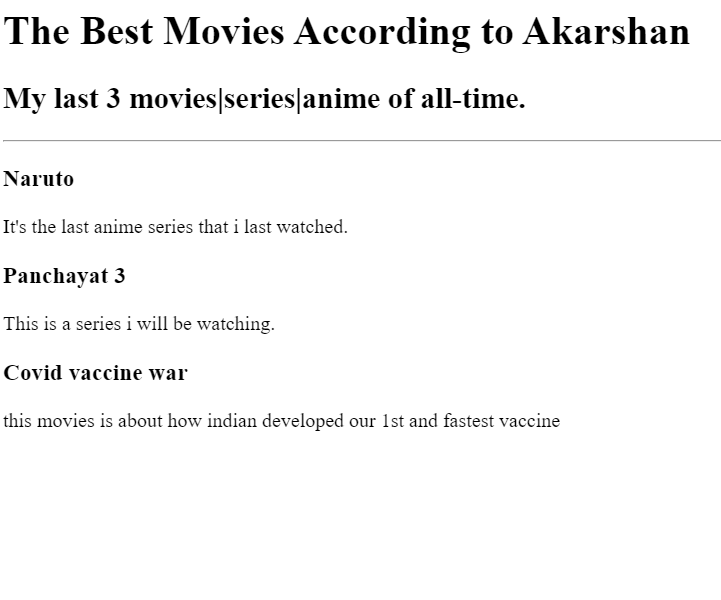 The Best Movies According to Akarshan
My last 3 movies|series|anime of all-time.
Naruto
It's the last anime series that i last watched.
Panchayat 3
This is a series i will be watching.
Covid vaccine war
this movies is about how indian developed our 1st and fastest vaccine